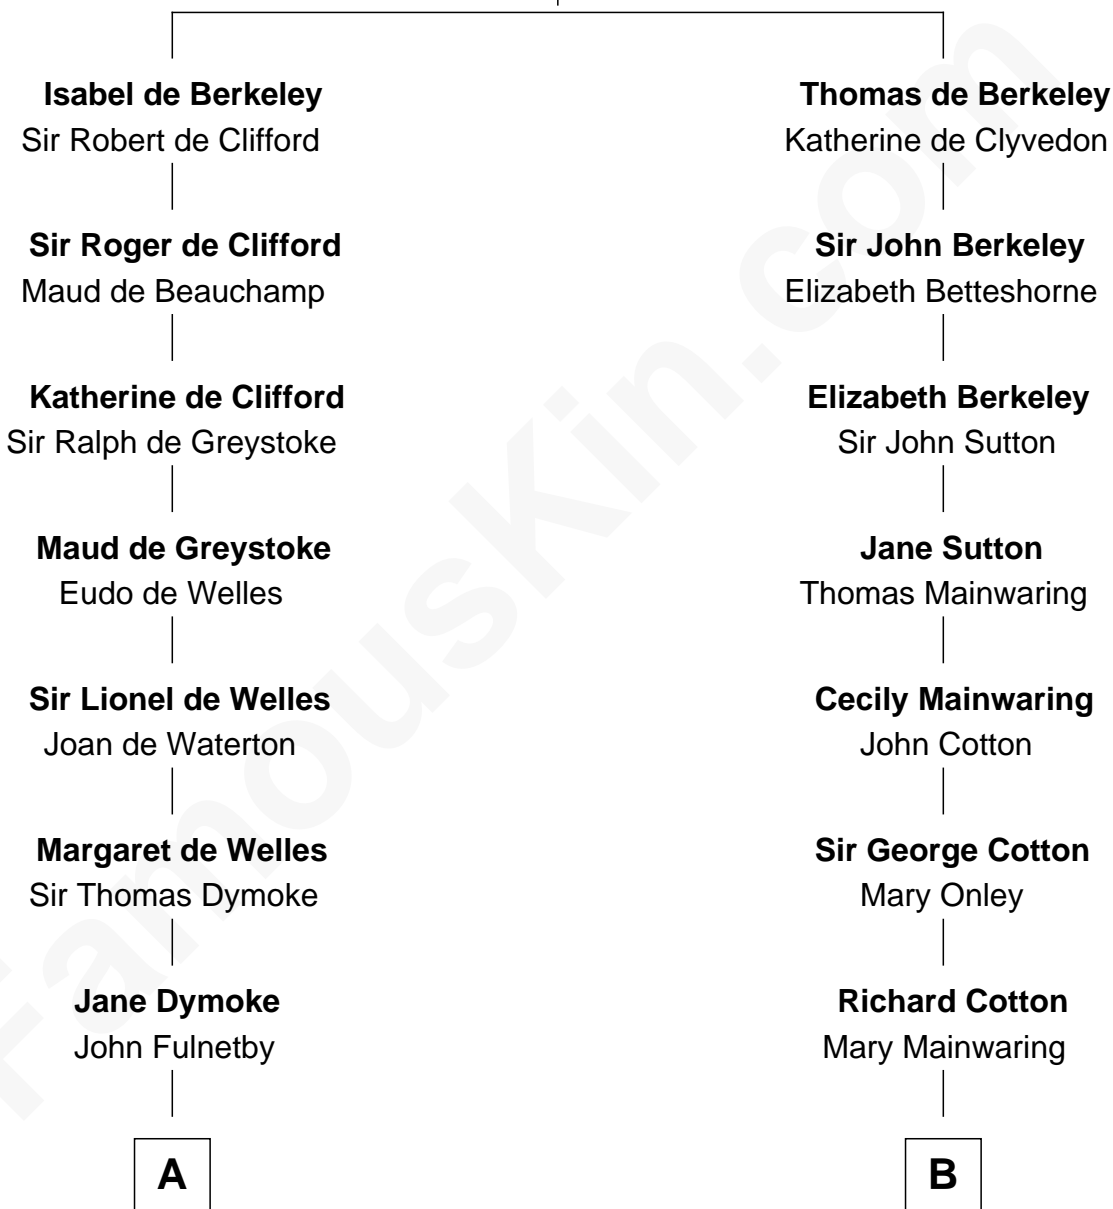 Isabel de Berkeley
Sir Robert de Clifford
Thomas de Berkeley
Katherine de Clyvedon
Sir Roger de Clifford
Maud de Beauchamp
Sir John Berkeley
Elizabeth Betteshorne
Katherine de Clifford
Sir Ralph de Greystoke
Elizabeth Berkeley
Sir John Sutton
Maud de Greystoke
Eudo de Welles
Jane Sutton
Thomas Mainwaring
Sir Lionel de Welles
Joan de Waterton
Cecily Mainwaring
John Cotton
Margaret de Welles
Sir Thomas Dymoke
Sir George Cotton
Mary Onley
Jane Dymoke
John Fulnetby
Richard Cotton
Mary Mainwaring
A
B
FamousKin.com